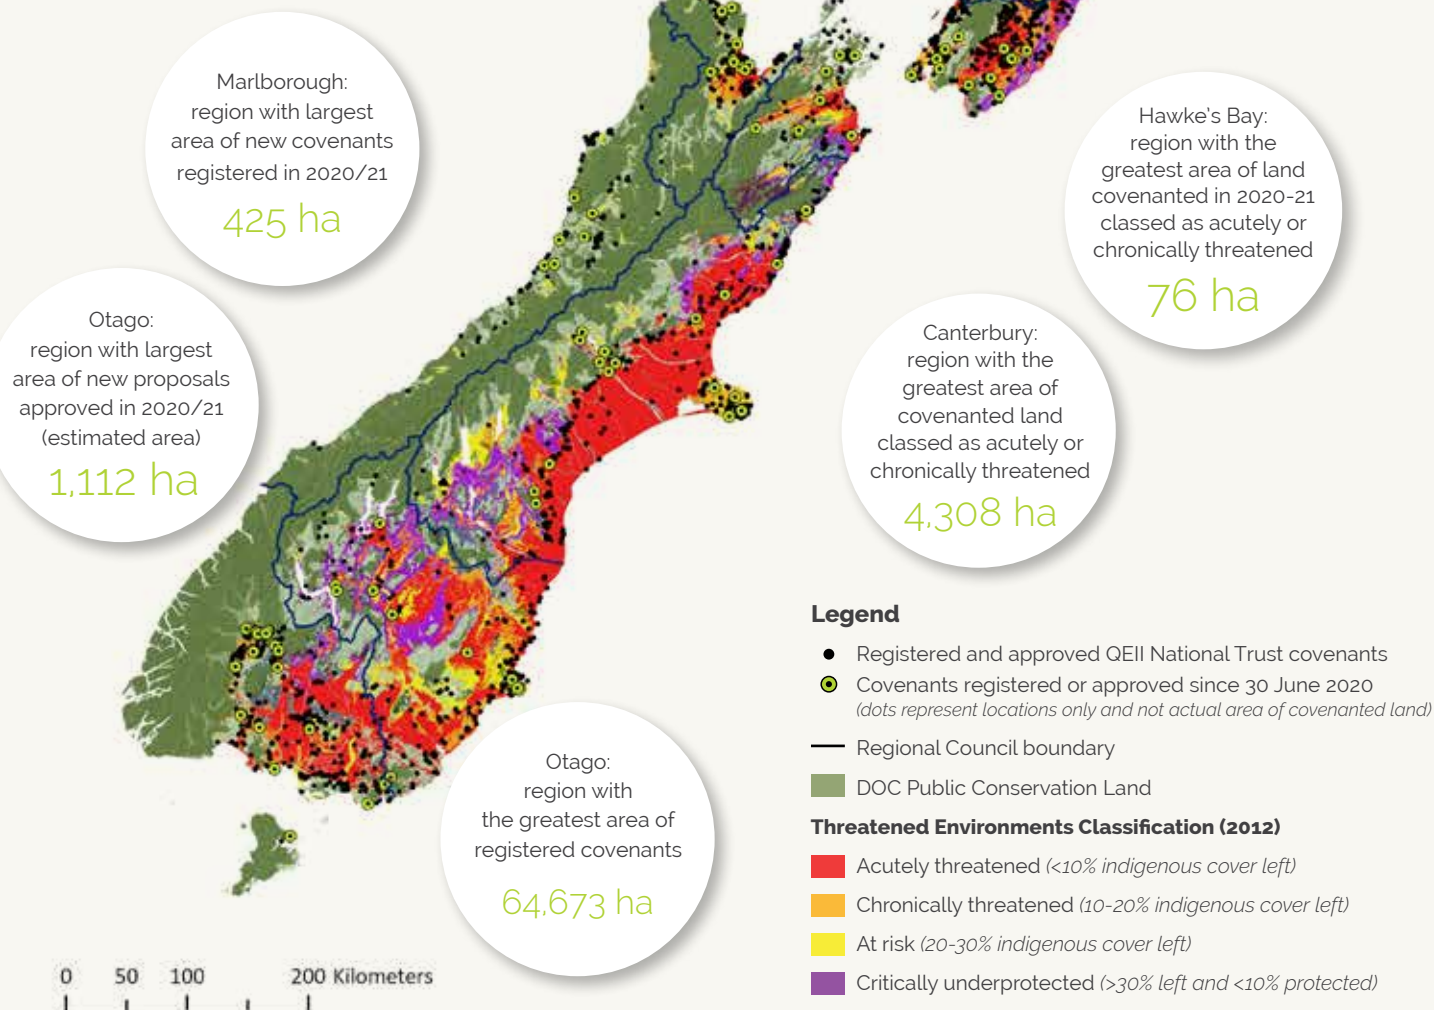 Marlborough:
region with largest
area of new covenants
registered in 2020/21
425 ha
Hawke's Bay:
region with the
greatest area of land
covenanted in 2020-21
classed as acutely or
chronically threatened
76 ha
Otago:
region with largest
area of new proposals
approved in 2020/21
(estimated area)
1,112 ha
Canterbury:
region with the
greatest area of
covenanted land
classed as acutely or
chronically threatened
4,308 ha
Otago:
region with
the greatest area of
registered covenants
64,673 ha
Legend
Registered and approved QEII National Trust covenants
Covenants registered or approved since 30 June 2020
(dots represent locations only and not actual area of covenanted land)
Regional Council boundary
DOC Public Conservation Land
Threatened Environments Classification (2012)
Acutely threatened (<10% indigenous cover left)
Chronically threatened (10-20% indigenous cover left)
At risk (20-30% indigenous cover left)
Critically underprotected (>30% left and <10% protected)
0 50 100 200 Kilometers